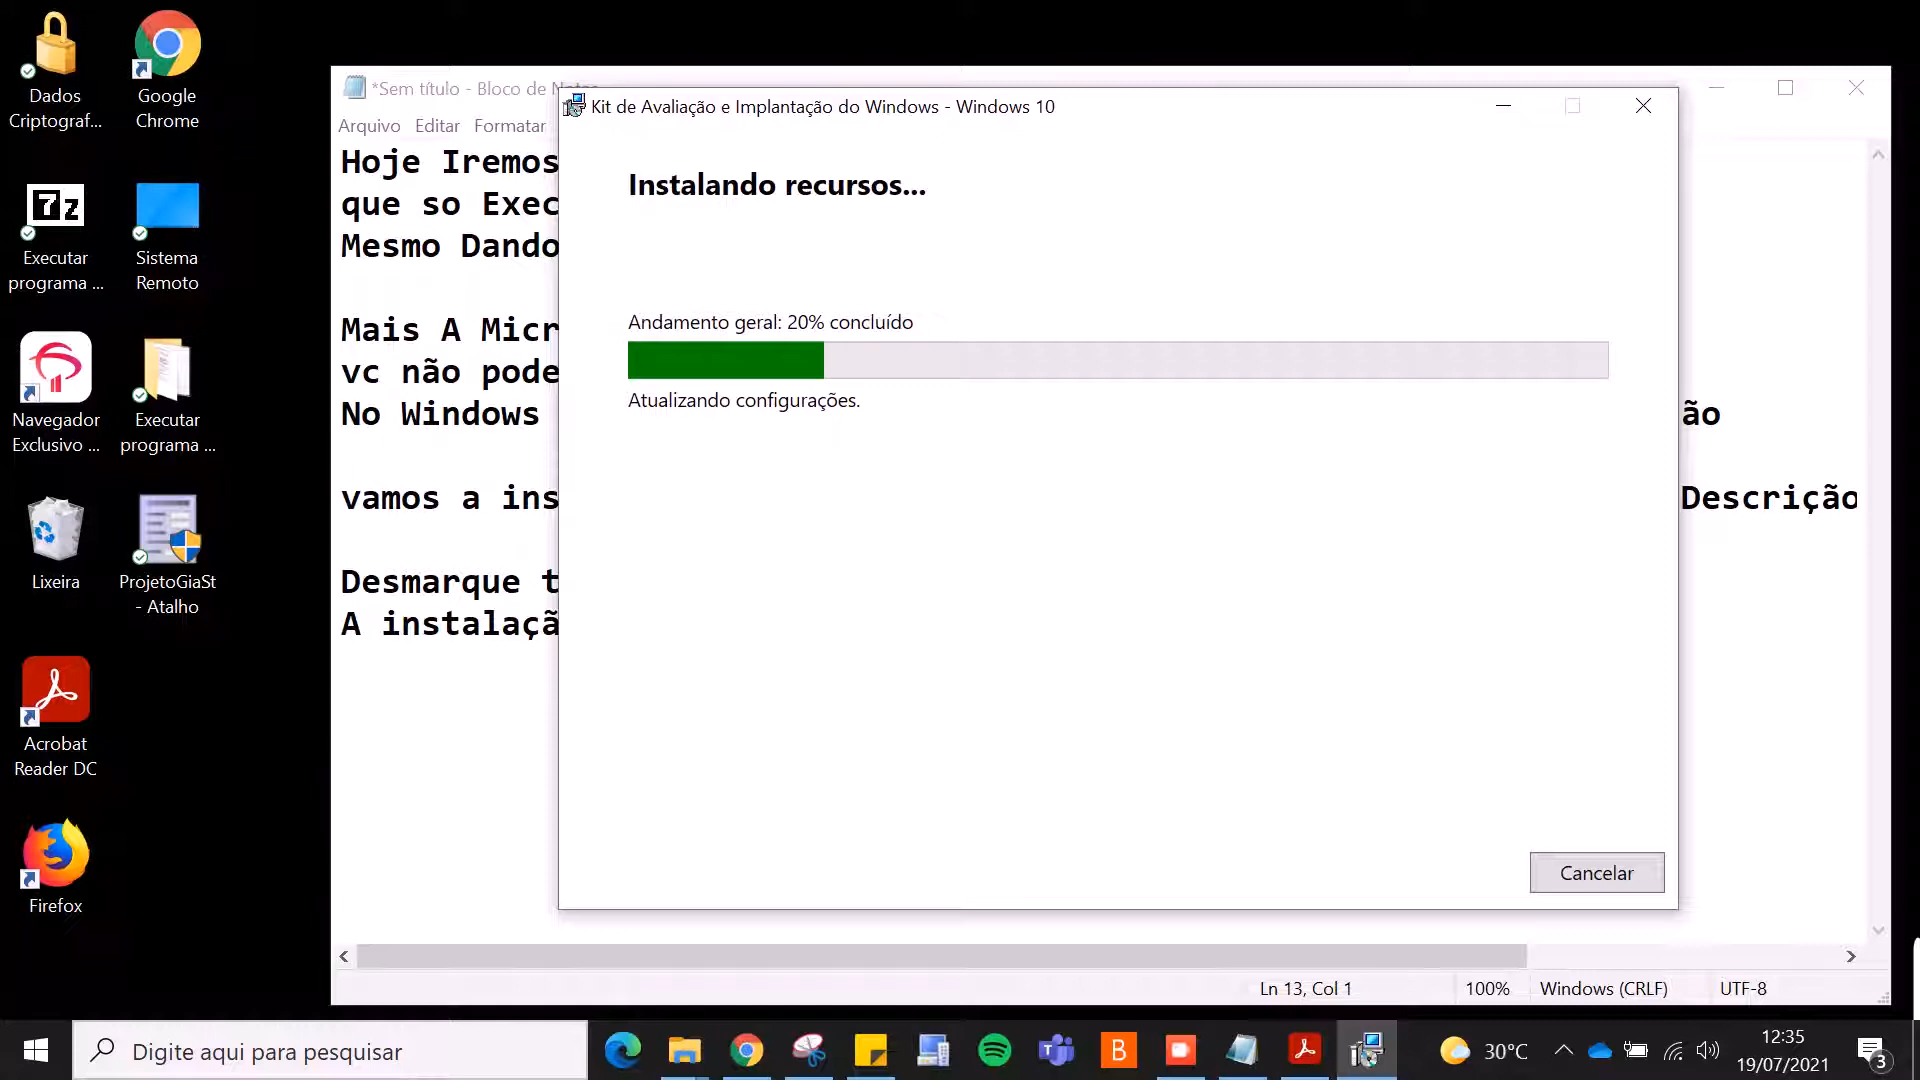 Dados
Criptograf...
Google
Chrome
Executar
programa ...
Sistema
Remoto
Navegador
Exclusivo ...
Executar
programa ...
Lixeira
ProjetoGiaSt
- Atalho
Acrobat
Reader DC
Firefox
*Sem título - Bloco de Notas
Arquivo Editar Formatar
Hoje Iremos
que so Exec
Mesmo Dando
Mais A Micr
vc não pode
No Windows ão
vamos a ins Descrição
Desmarque t
A instalaçã
Kit de Avaliação e Implantação do Windows - Windows 10
Instalando recursos...
Andamento geral: 20% concluído
Atualizando configurações.
Cancelar
Ln 13, Col 1 100% Windows (CRLF) UTF-8
Digite aqui para pesquisar
30°C
12:35
19/07/2021
3